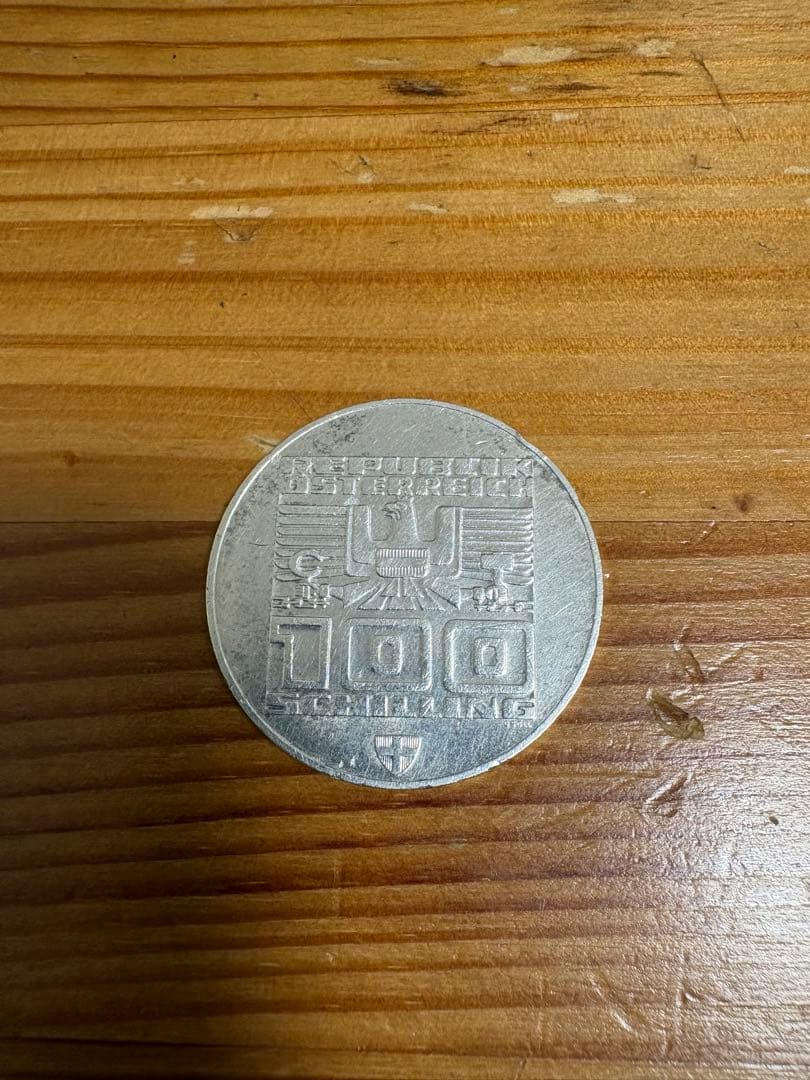 REPUBLIK
ÖSTERREICH
100
SCHILLING